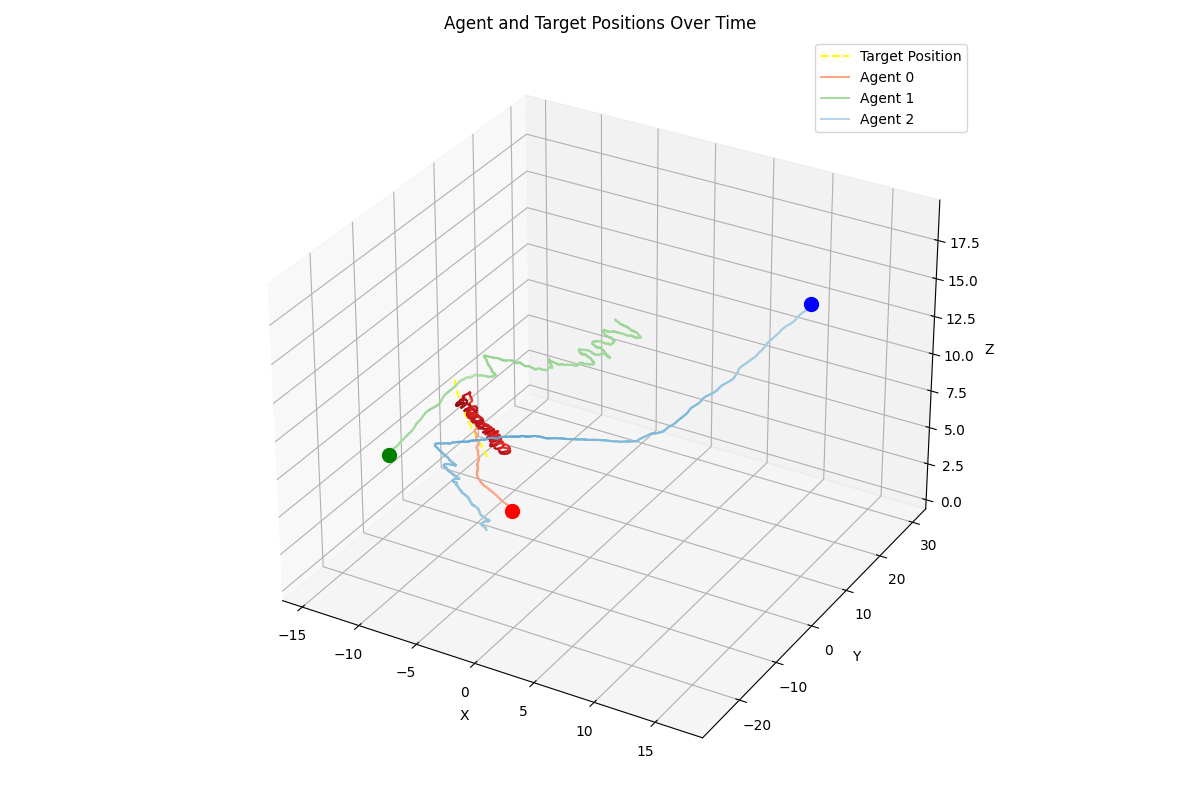 Agent and Target Positions Over Time
Target Position
Agent 0
Agent 1
Agent 2
17.5
15.0
12.5
10.0
7.5
5.0
2.5
0.0
Z
30
20
10
0
−10
−20
Y
−15
−10
−5
0
5
10
15
X